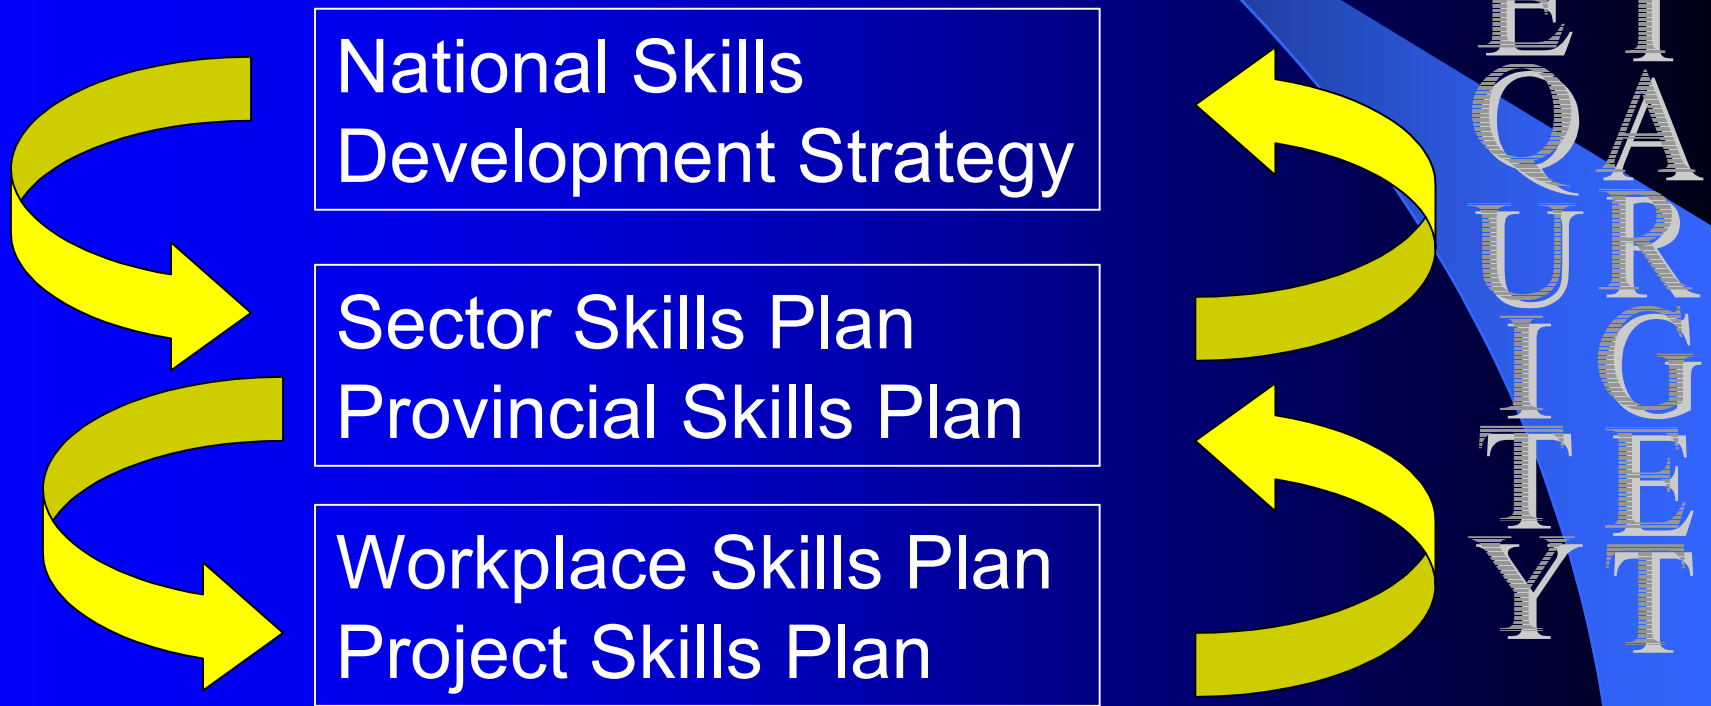 National Skills
Development Strategy
Sector Skills Plan
Provincial Skills Plan
Workplace Skills Plan
Project Skills Plan
EQUITY
TARGET